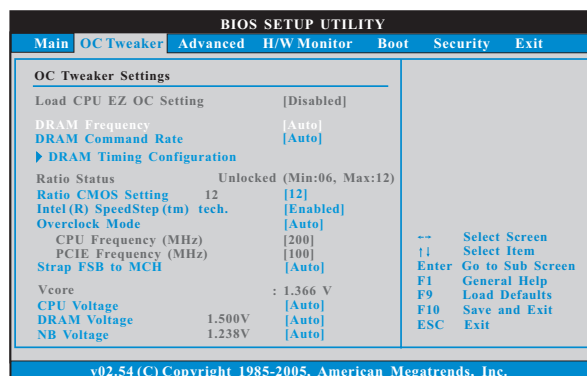 BIOS SETUP UTILITY
Main OC Tweaker Advanced H/W Monitor Boot Security Exit
OC Tweaker Settings
Load CPU EZ OC Setting [Disabled]
DRAM Frequency [Auto]
DRAM Command Rate [Auto]
DRAM Timing Configuration
Ratio Status Unlocked (Min:06, Max:12)
Ratio CMOS Setting 12 [12]
Intel (R) SpeedStep (tm) tech. [Enabled]
Overclock Mode [Auto]
CPU Frequency (MHz) [200]
PCIE Frequency (MHz) [100]
Strap FSB to MCH [Auto]
Vcore : 1.366 V
CPU Voltage [Auto]
DRAM Voltage 1.500V [Auto]
NB Voltage 1.238V [Auto]
←→ Select Screen
↑↓ Select Item
Enter Go to Sub Screen
F1 General Help
F9 Load Defaults
F10 Save and Exit
ESC Exit
v02.54 (C) Copyright 1985-2005, American Megatrends, Inc.